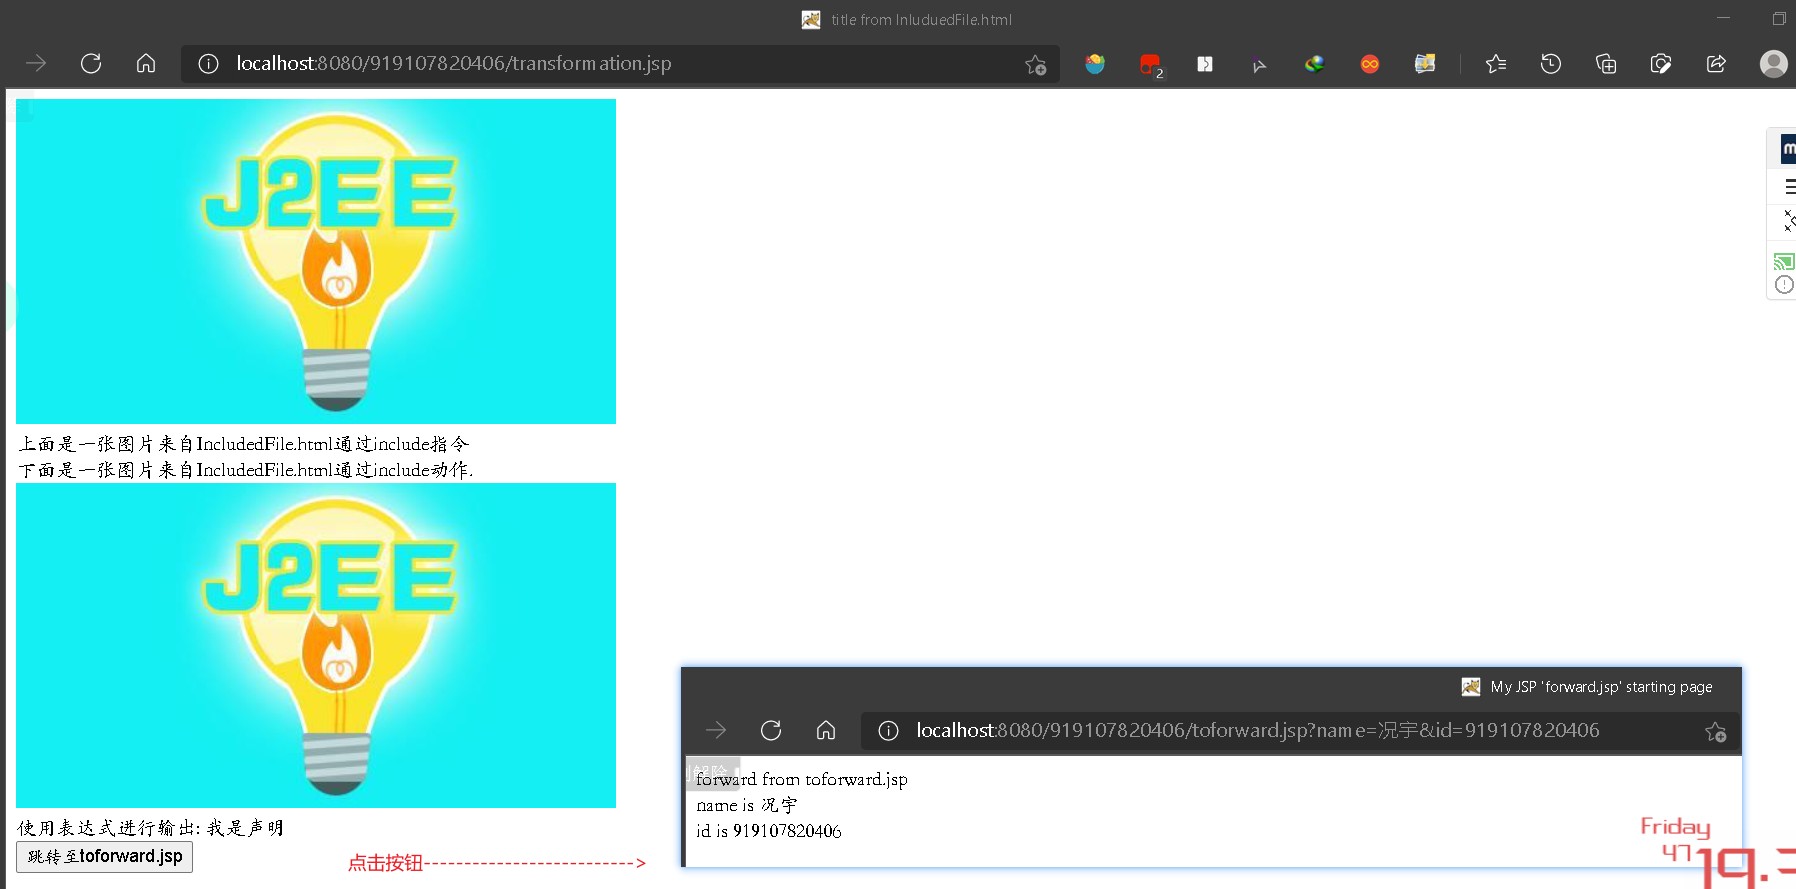 title from InluduedFile.html
localhost:8080/919107820406/transformation.jsp
2
J2EE
上面是一张图片来自IncludedFile.html通过include指令
下面是一张图片来自IncludedFile.html通过include动作.
J2EE
使用表达式进行输出: 我是声明
跳转至toforward.jsp
点击按钮-------------------------->
My JSP 'forward.jsp' starting page
localhost:8080/919107820406/toforward.jsp?name=况宇&id=919107820406
forward from toforward.jsp
name is 况宇
id is 919107820406
Friday
47